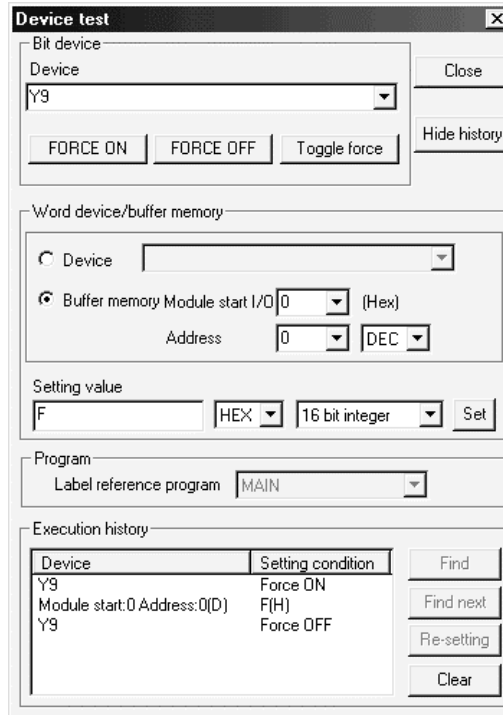 Device test
Bit device
Device
Close
Y9
Hide history
FORCE ON FORCE OFF Toggle force
Word device/buffer memory
Device
Buffer memory Module start I/O 0 (Hex)
Address 0 DEC
Setting value
F HEX 16 bit integer Set
Program
Label reference program MAIN
Execution history
Device Setting condition Find
Y9 Force ON
Module start:0 Address:0(D) F(H) Find next
Y9 Force OFF
Re-setting
Clear